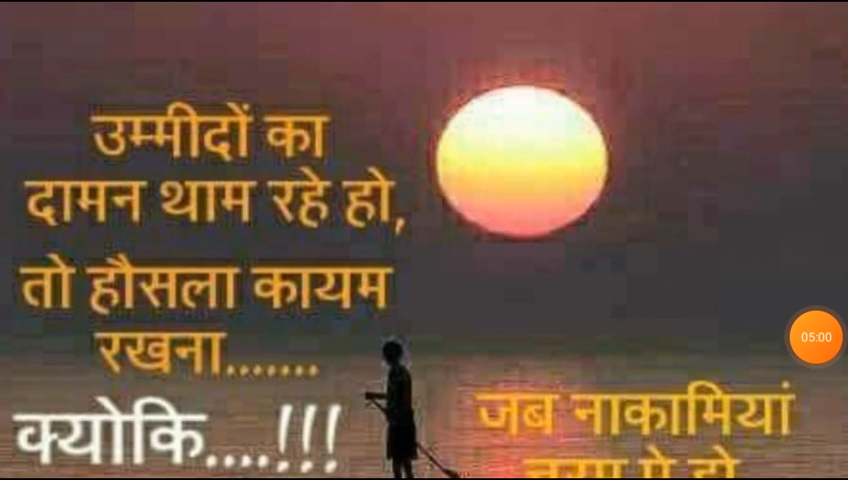 उम्मीदों का
दामन थाम रहे हो,
तो हौसला कायम
रखना.......
क्योकि....!!!
जब नाकामियां
पे हो
05:00